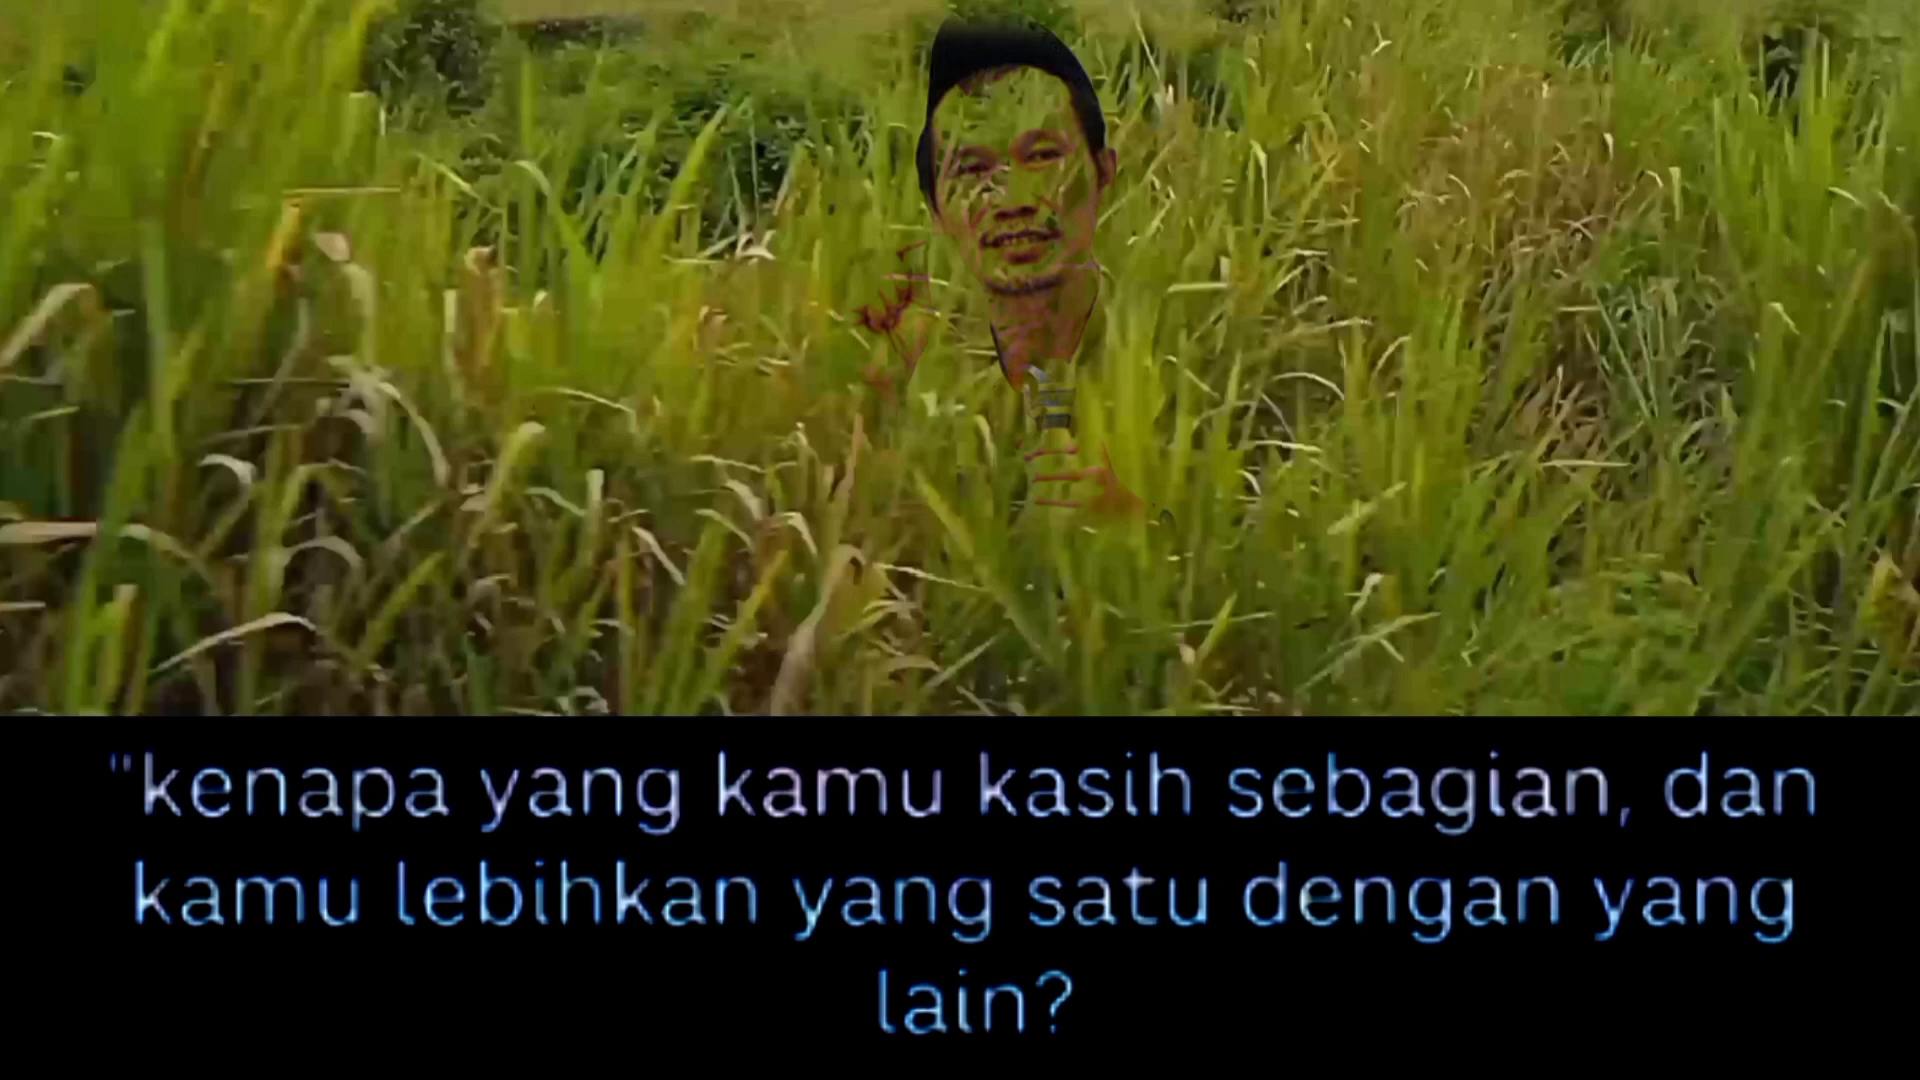 "kenapa yang kamu kasih sebagian, dan
kamu lebihkan yang satu dengan yang
lain?